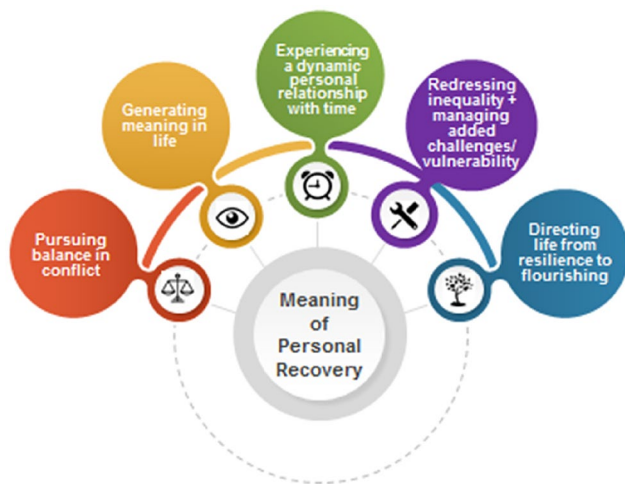 Pursuing
balance in
conflict
Generating
meaning in
life
Experiencing
a dynamic
personal
relationship
with time
Redressing
inequality +
managing
added
challenges/
vulnerability
Directing
life from
resilience to
flourishing
Meaning
of
Personal
Recovery